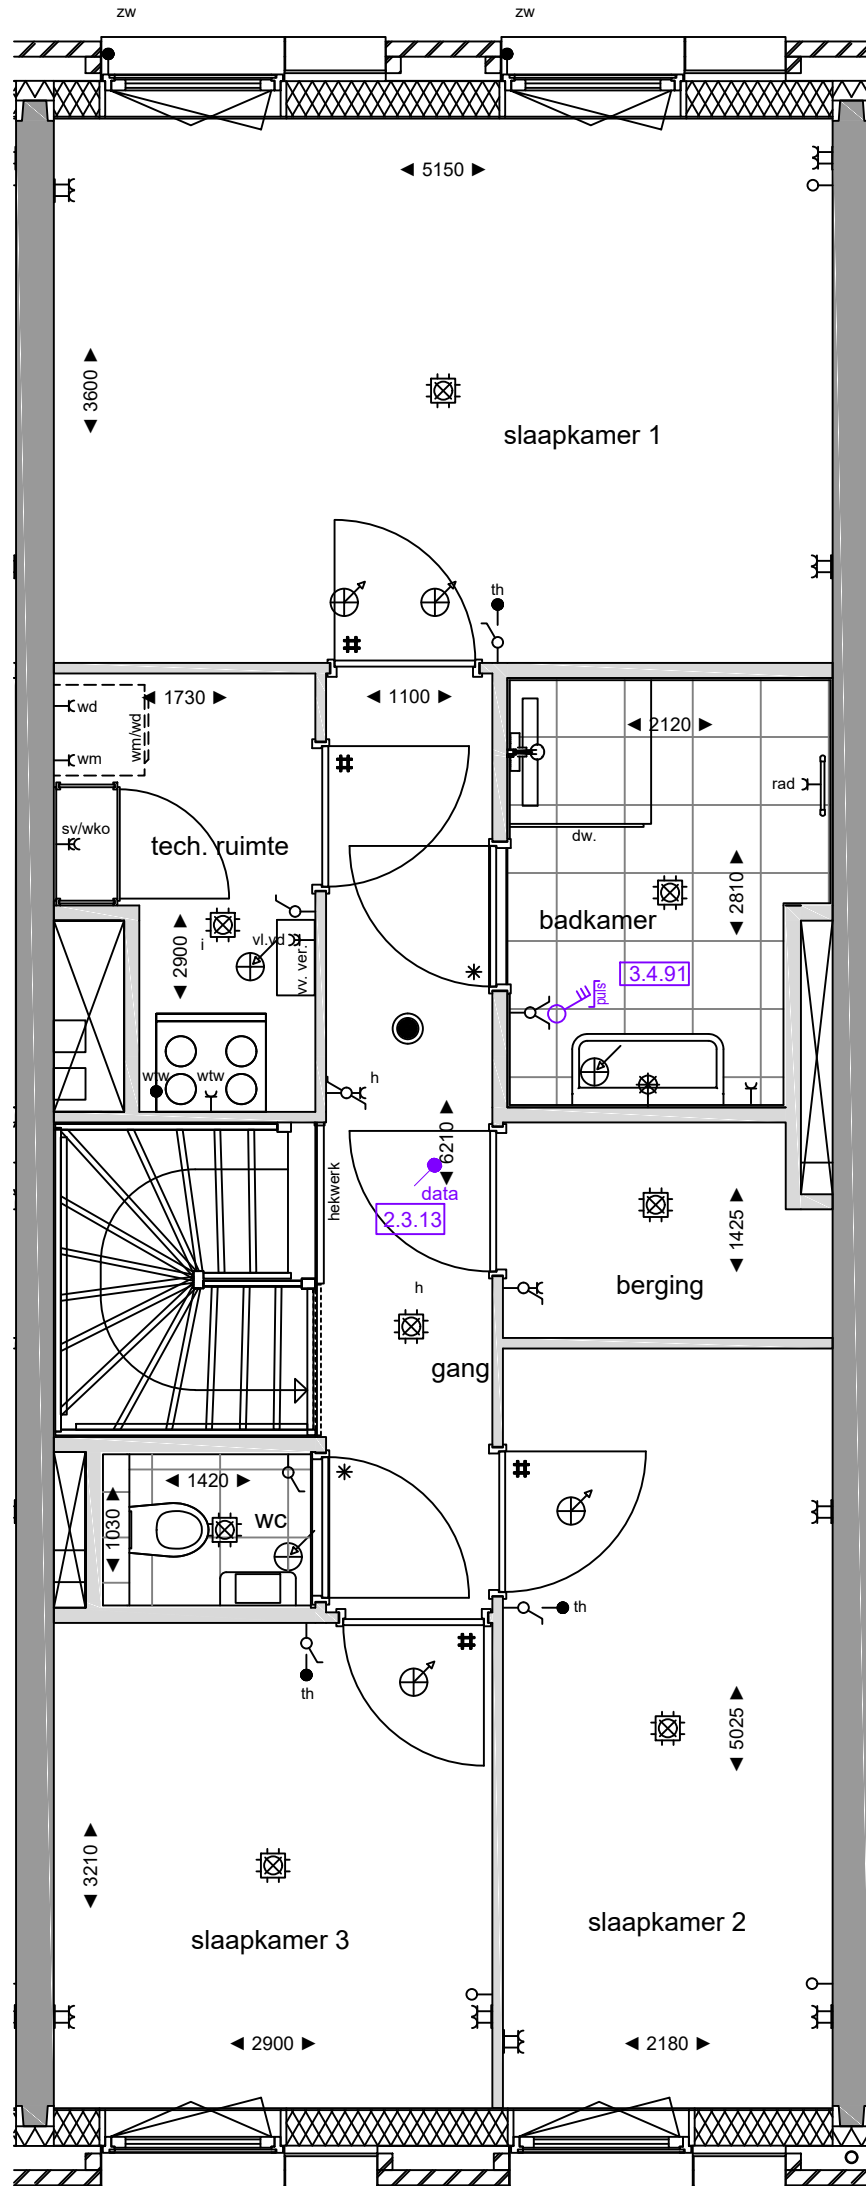 zw
zw
5150
3600
slaapkamer 1
th
1730
1100
2120
wd
wm/wd
wm
rad
sv/wko
tech. ruimte
dw.
2810
badkamer
2900
i
vl.vd
vv. ver.
3.4.91
puls
wtw
wtw
h
6210
data
2.3.13
hekwerk
1425
berging
h
gang
1420
1030
wc
th
th
5025
3210
slaapkamer 2
slaapkamer 3
2900
2180